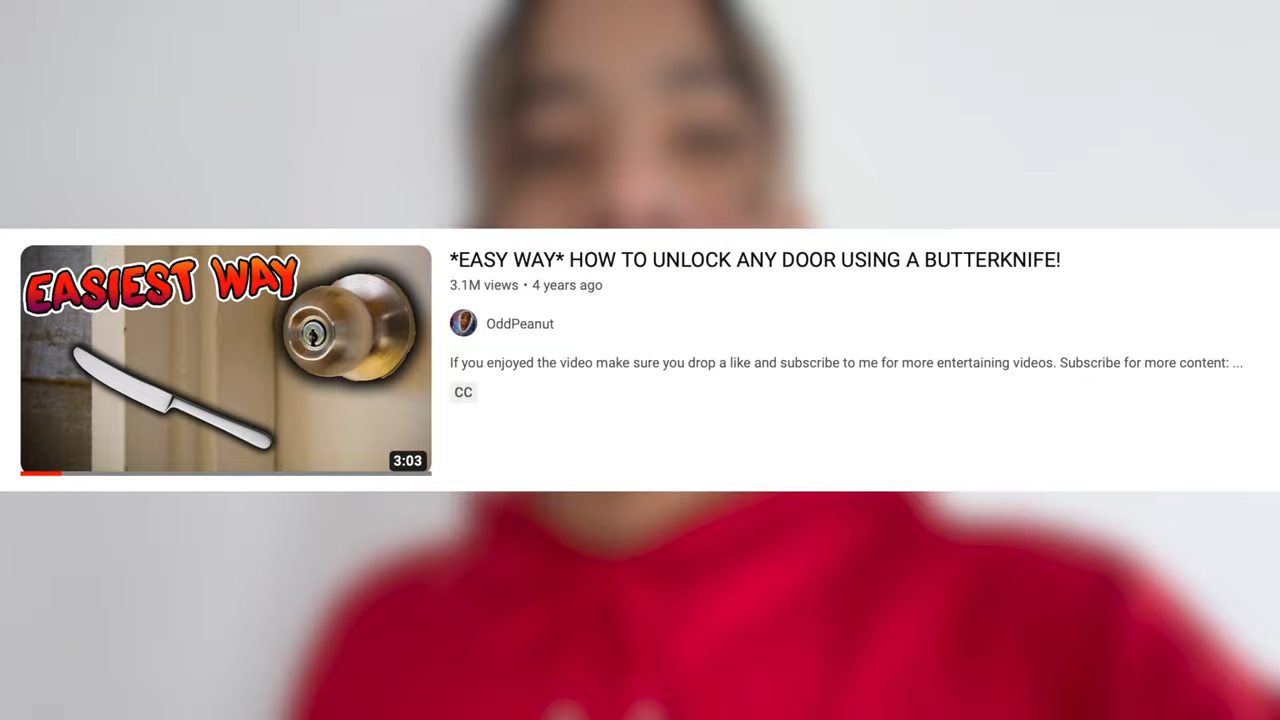 EASIEST WAY
3:03
*EASY WAY* HOW TO UNLOCK ANY DOOR USING A BUTTERKNIFE!
3.1M views • 4 years ago
OddPeanut
If you enjoyed the video make sure you drop a like and subscribe to me for more entertaining videos. Subscribe for more content: ...
CC